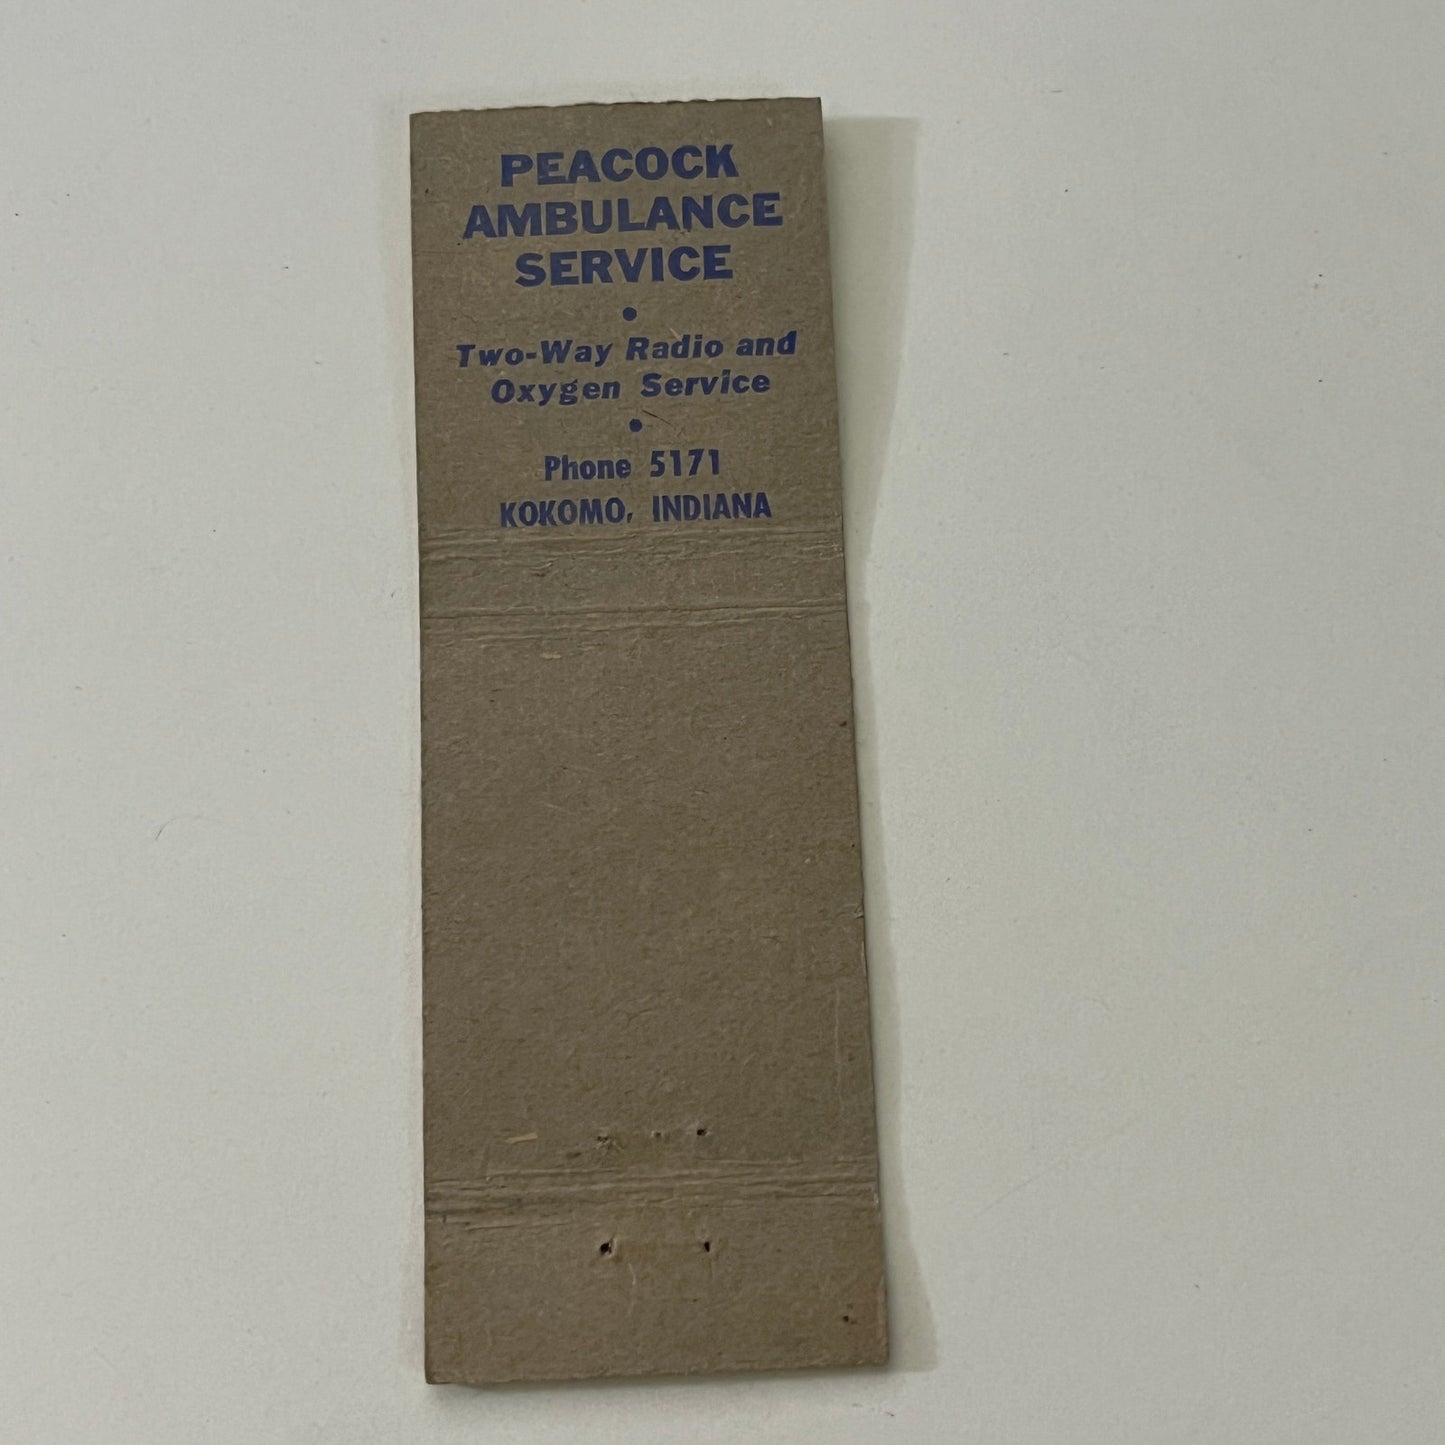 PEACOCK
AMBULANCE
SERVICE
•
Two-Way Radio and
Oxygen Service
•
Phone 5171
KOKOMO, INDIANA